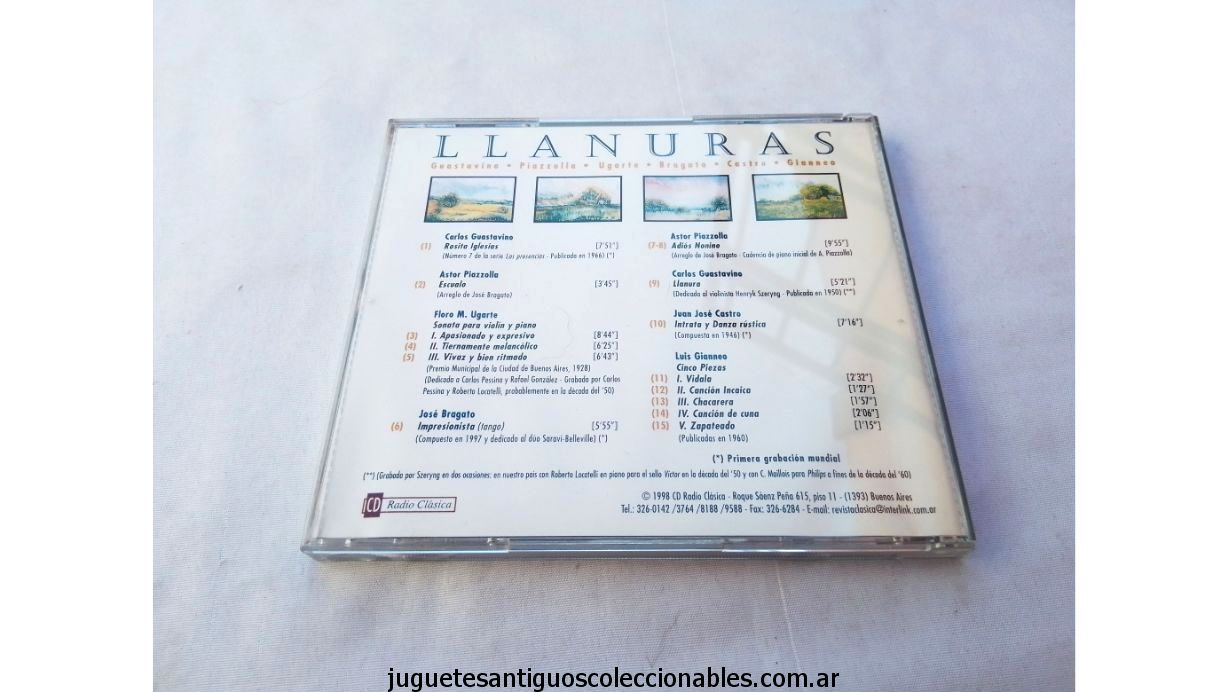 LLANURAS
Guastavino • Piazzolla • Ugarte • Bragato • Castro • Gianneo
Carlos Guastavino
(1) Rosita Iglesias [7'51"]
(Número 7 de la serie Las presencias - Publicada en 1966) (*)
Astor Piazzolla
(2) Escualo [3'45"]
(Arreglo de José Bragato)
Floro M. Ugarte
Sonata para violín y piano
(3) I. Apasionado y expresivo [8'44"]
(4) II. Tiernamente melancólico [6'25"]
(5) III. Vivaz y bien ritmado [6'43"]
(Premio Municipal de la Ciudad de Buenos Aires, 1928)
(Dedicada a Carlos Pessina y Rafael González - Grabada por Carlos
Pessina y Roberto Locatelli, probablemente en la década del '50)
José Bragato
(6) Impresionista (tango) [5'55"]
(Compuesto en 1997 y dedicado al dúo Saraví-Belleville) (*)
Astor Piazzolla
(7-8) Adiós Nonino [9'55"]
(Arreglo de José Bragato - Cadencia de piano inicial de A. Piazzolla)
Carlos Guastavino
(9) Llanura [5'21"]
(Dedicada al violinista Henryk Szeryng - Publicada en 1950) (**)
Juan José Castro
(10) Intrata y Danza rústica [7'16"]
(Compuesta en 1946) (*)
Luis Gianneo
Cinco Piezas
(11) I. Vidala [2'32"]
(12) II. Canción Incaica [1'27"]
(13) III. Chacarera [1'57"]
(14) IV. Canción de cuna [2'06"]
(15) V. Zapateado [1'15"]
(Publicadas en 1960)
(*) Primera grabación mundial
(**) (Grabada por Szeryng en dos ocasiones: en nuestro país con Roberto Locatelli en piano para el sello Victor en la década del '50 y con C. Maillols para Philips a fines de la década del '60)
CD Radio Clásica
© 1998 CD Radio Clásica - Roque Sáenz Peña 615, piso 11 - (1393) Buenos Aires
Tel.: 326-0142 /3764 /8188 /9588 - Fax: 326-6284 - E-mail: revistaclasica@interlink.com.ar
juguetesantiguoscoleccionables.com.ar